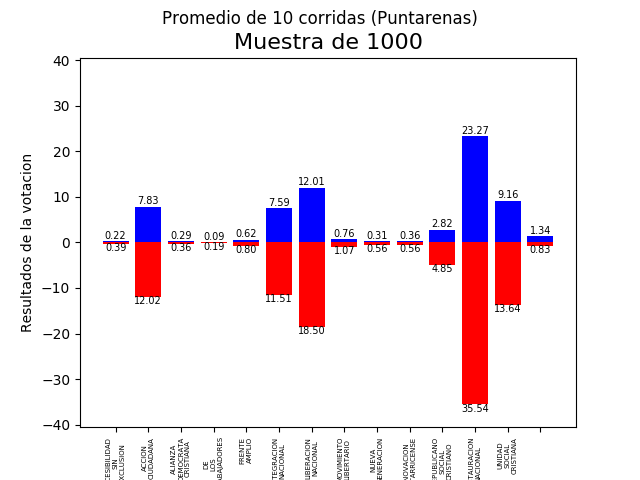 Promedio de 10 corridas (Puntarenas)
Muestra de 1000
Resultados de la votacion
40
30
20
10
0
−10
−20
−30
−40
0.22
0.39
7.83
12.02
0.29
0.36
0.09
0.19
0.62
0.80
7.59
11.51
12.01
18.50
0.76
1.07
0.31
0.56
0.36
0.56
2.82
4.85
23.27
35.54
9.16
13.64
1.34
0.83
SIN
ACCION
CIUDADANA
ALIANZA
CRISTIANA
DE
LOS
FRENTE
AMPLIO
NACIONAL
LIBERACION
NACIONAL
MOVIMIENTO
NUEVA
SOCIAL
NACIONAL
UNIDAD
SOCIAL
CRISTIANA